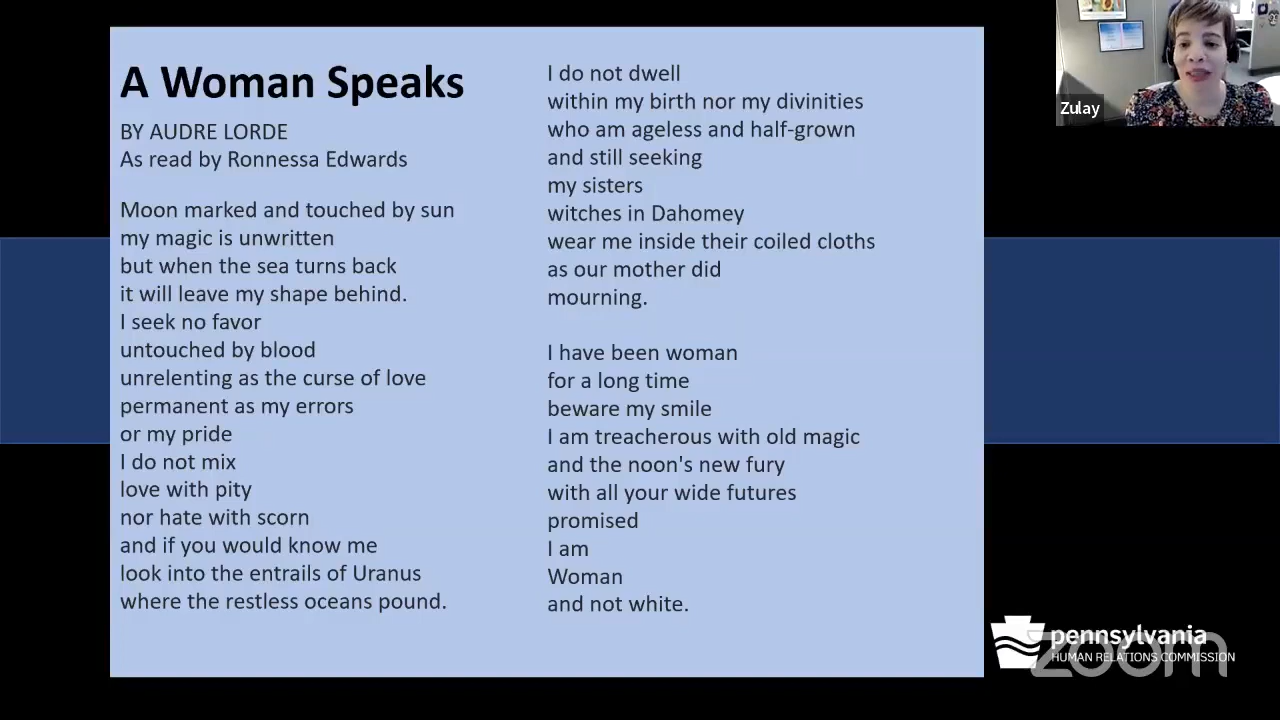 A Woman Speaks
BY AUDRE LORDE
As read by Ronnessa Edwards
Moon marked and touched by sun
my magic is unwritten
but when the sea turns back
it will leave my shape behind.
I seek no favor
untouched by blood
unrelenting as the curse of love
permanent as my errors
or my pride
I do not mix
love with pity
nor hate with scorn
and if you would know me
look into the entrails of Uranus
where the restless oceans pound.
I do not dwell
within my birth nor my divinities
who am ageless and half-grown
and still seeking
my sisters
witches in Dahomey
wear me inside their coiled cloths
as our mother did
mourning.
I have been woman
for a long time
beware my smile
I am treacherous with old magic
and the noon's new fury
with all your wide futures
promised
I am
Woman
and not white.
Zulay
pennsylvania
HUMAN RELATIONS COMMISSION
zoom